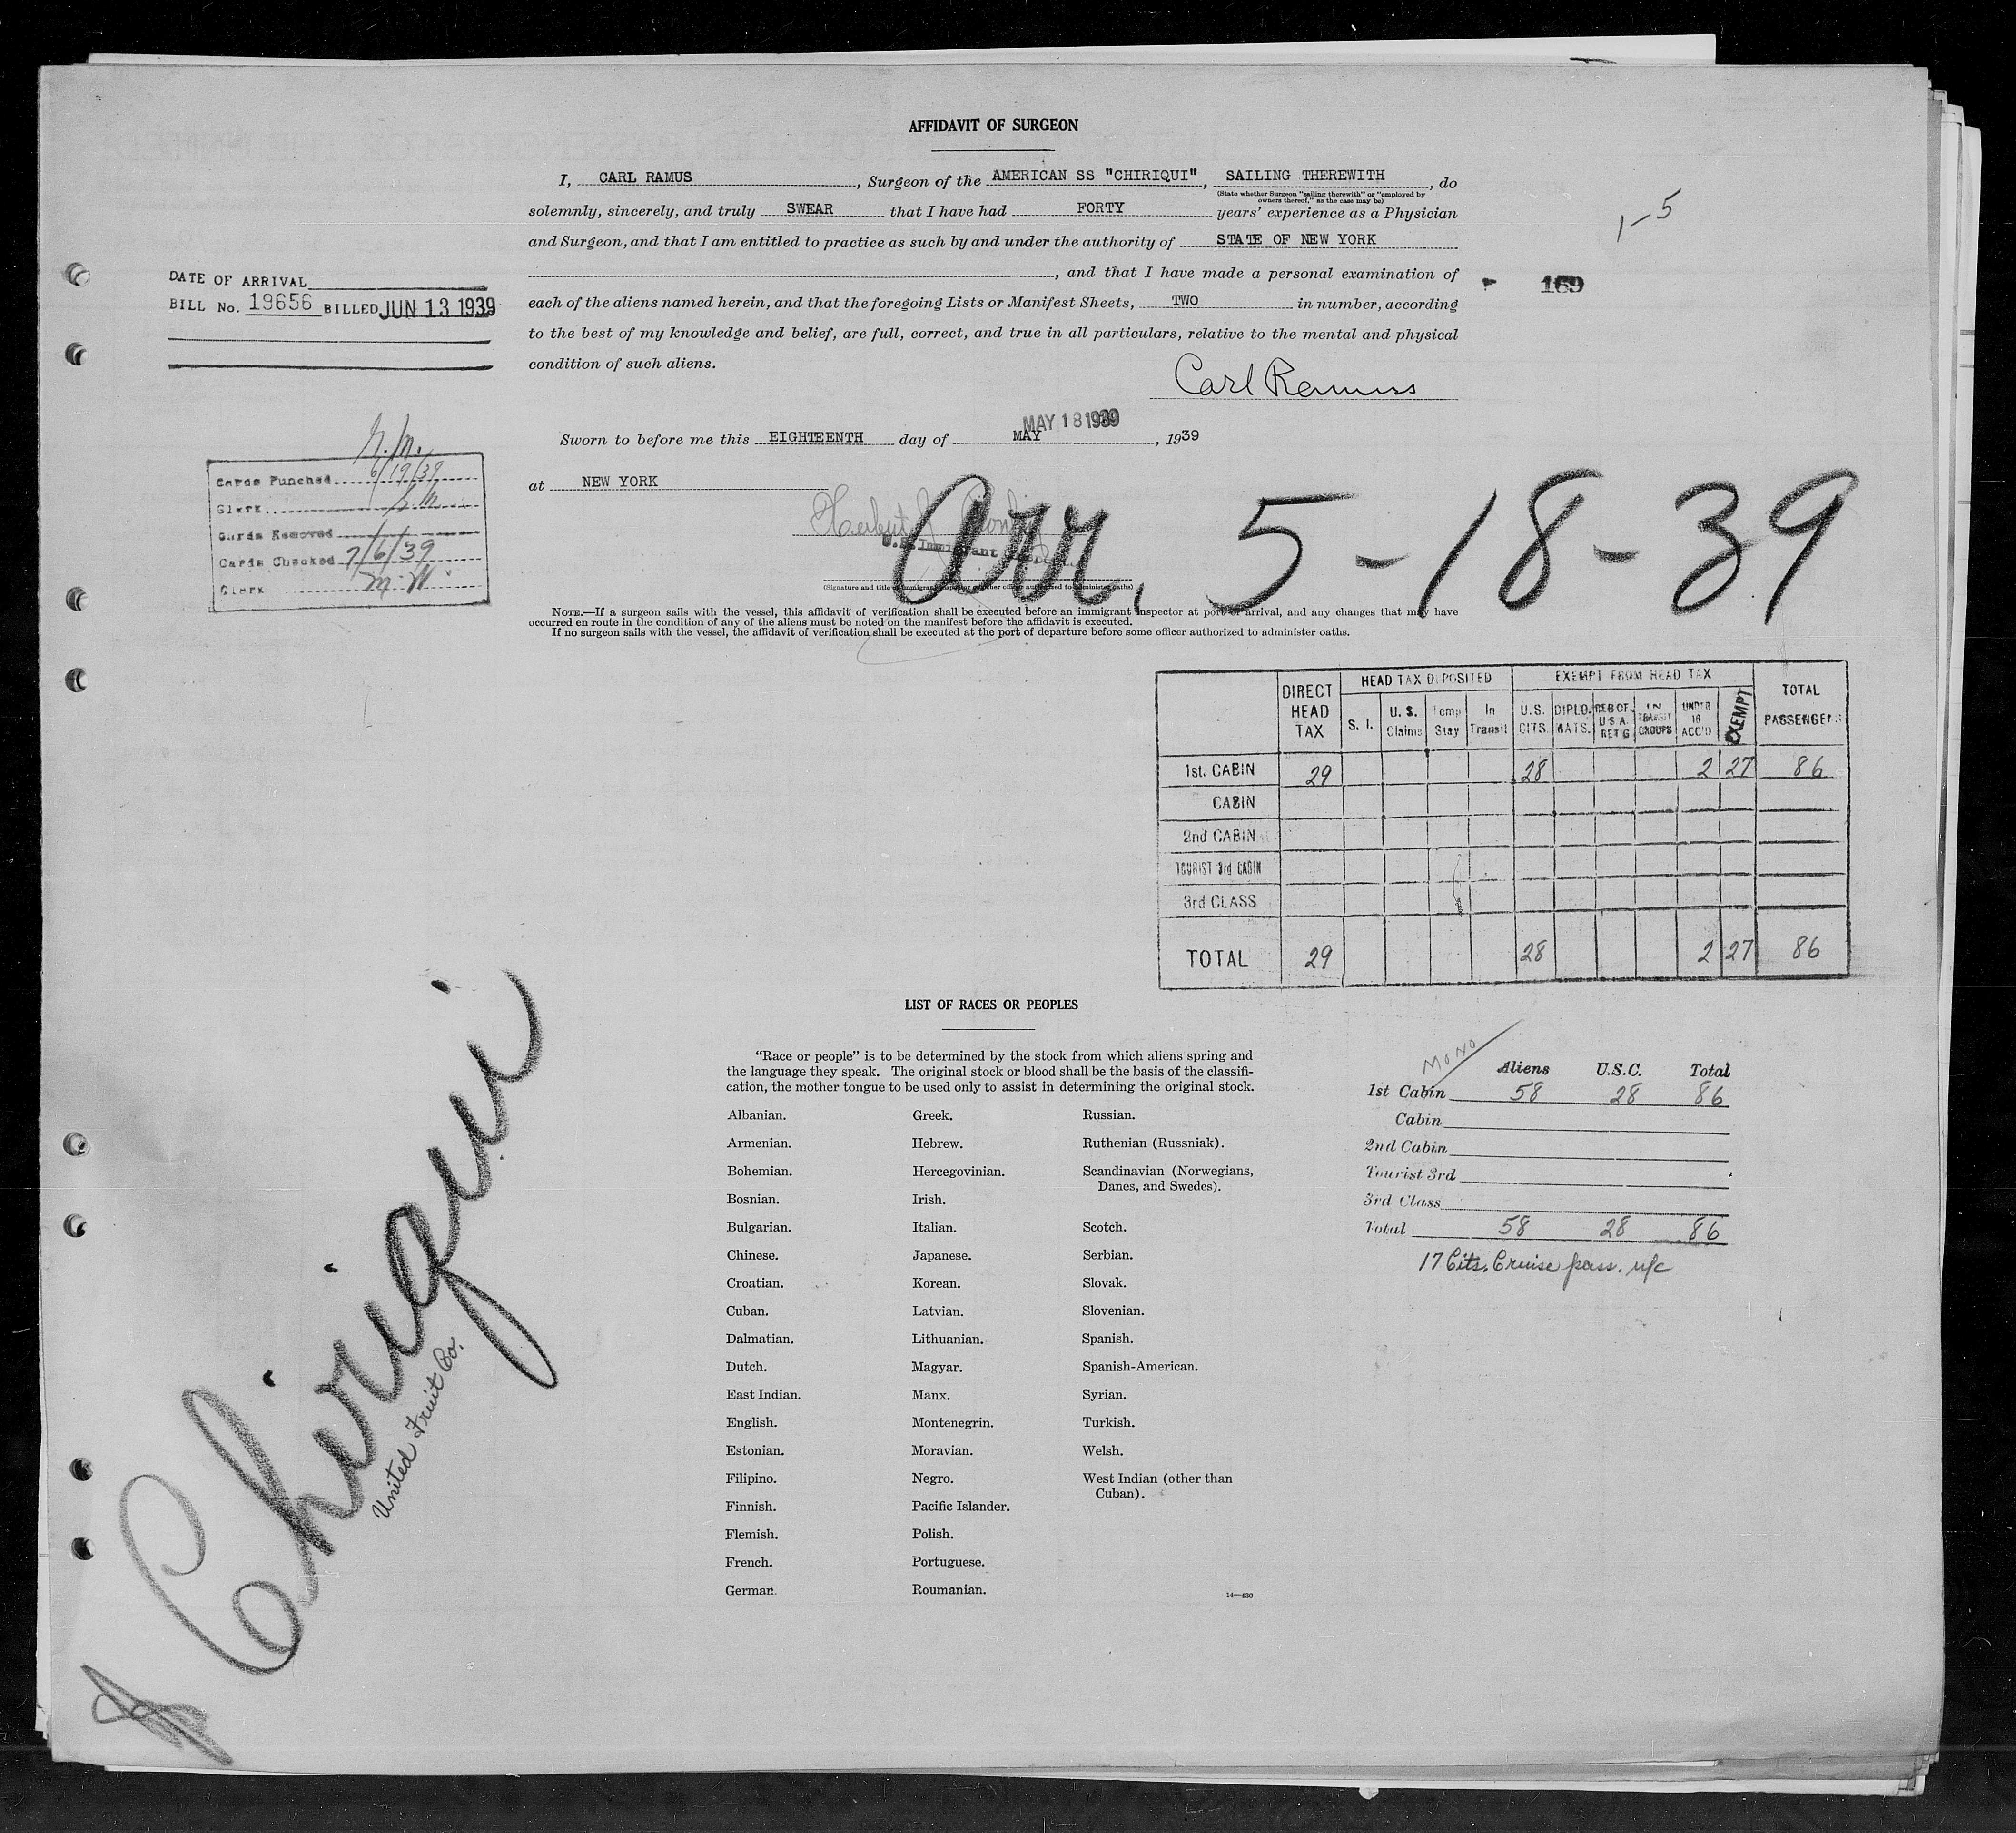 AFFIDAVIT OF SURGEON
I, CARL RAMUS, Surgeon of the AMERICAN SS "CHIRIQUI", SAILING THEREWITH, do
(State whether Surgeon "sailing therewith" or "employed by
owners thereof," as the case may be)
solemnly, sincerely, and truly SWEAR that I have had FORTY years' experience as a Physician
and Surgeon, and that I am entitled to practice as such by and under the authority of STATE OF NEW YORK
, and that I have made a personal examination of
each of the aliens named herein, and that the foregoing Lists or Manifest Sheets, TWO in number, according
to the best of my knowledge and belief, are full, correct, and true in all particulars, relative to the mental and physical
condition of such aliens.
Carl Ramus
1-5
169
DATE OF ARRIVAL
BILL No. 19656 BILLED JUN 13 1939
MAY 18 1939
Sworn to before me this EIGHTEENTH day of MAY, 1939
at NEW YORK
Arr. 5-18-39
Cards Punched 6/19/39
Clerk
Cards Removed
Cards Checked 7/6/39
Clerk
U.S. Immigrant
NOTE.—If a surgeon sails with the vessel, this affidavit of verification shall be executed before an immigrant inspector at port of arrival, and any changes that may have
occurred en route in the condition of any of the aliens must be noted on the manifest before the affidavit is executed.
If no surgeon sails with the vessel, the affidavit of verification shall be executed at the port of departure before some officer authorized to administer oaths.
DIRECT HEAD TAX HEAD TAX DEPOSITED EXEMPT FROM HEAD TAX TOTAL PASSENGERS
S. I. U. S. Claims Temp Stay In Transit U.S. CITS. DIPLO. MATS. RES OF. U S A. RET'G IN TRANSIT GROUPS UNDER 16 ACC'D EXEMPT
1st. CABIN 29 28 2 27 86
CABIN
2nd CABIN
TOURIST 3rd CABIN
3rd CLASS
TOTAL 29 28 2 27 86
LIST OF RACES OR PEOPLES
"Race or people" is to be determined by the stock from which aliens spring and
the language they speak. The original stock or blood shall be the basis of the classifi-
cation, the mother tongue to be used only to assist in determining the original stock.
Albanian. Greek. Russian.
Armenian. Hebrew. Ruthenian (Russniak).
Bohemian. Hercegovinian. Scandinavian (Norwegians,
Danes, and Swedes).
Bosnian. Irish.
Bulgarian. Italian. Scotch.
Chinese. Japanese. Serbian.
Croatian. Korean. Slovak.
Cuban. Latvian. Slovenian.
Dalmatian. Lithuanian. Spanish.
Dutch. Magyar. Spanish-American.
East Indian. Manx. Syrian.
English. Montenegrin. Turkish.
Estonian. Moravian. Welsh.
Filipino. Negro. West Indian (other than
Cuban).
Finnish. Pacific Islander.
Flemish. Polish.
French. Portuguese.
German. Roumanian.
14—430
MONO
Aliens U.S.C. Total
1st Cabin 58 28 86
Cabin
2nd Cabin
Tourist 3rd
3rd Class
Total 58 28 86
17 Cits. Cruise pass. u/c
Chiriqui
United Fruit Co.